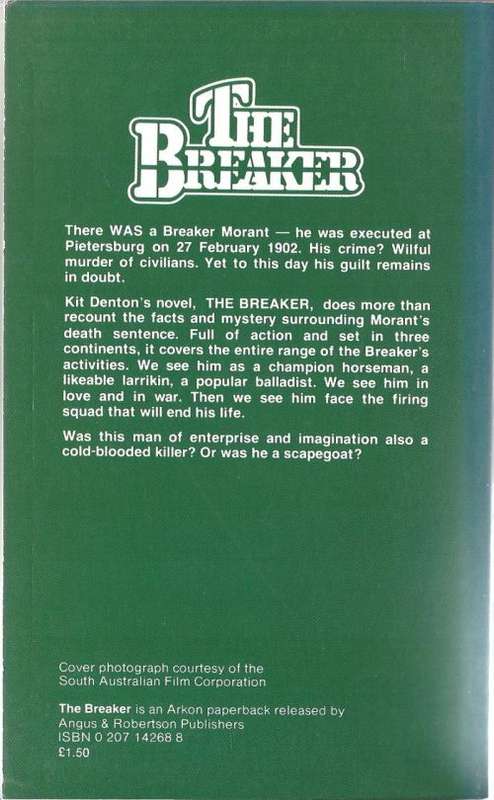 THE
BREAKER
There WAS a Breaker Morant — he was executed at
Pietersburg on 27 February 1902. His crime? Wilful
murder of civilians. Yet to this day his guilt remains
in doubt.
Kit Denton's novel, THE BREAKER, does more than
recount the facts and mystery surrounding Morant's
death sentence. Full of action and set in three
continents, it covers the entire range of the Breaker's
activities. We see him as a champion horseman, a
likeable larrikin, a popular balladist. We see him in
love and in war. Then we see him face the firing
squad that will end his life.
Was this man of enterprise and imagination also a
cold-blooded killer? Or was he a scapegoat?
Cover photograph courtesy of the
South Australian Film Corporation
The Breaker is an Arkon paperback released by
Angus & Robertson Publishers
ISBN 0 207 14268 8
£1.50